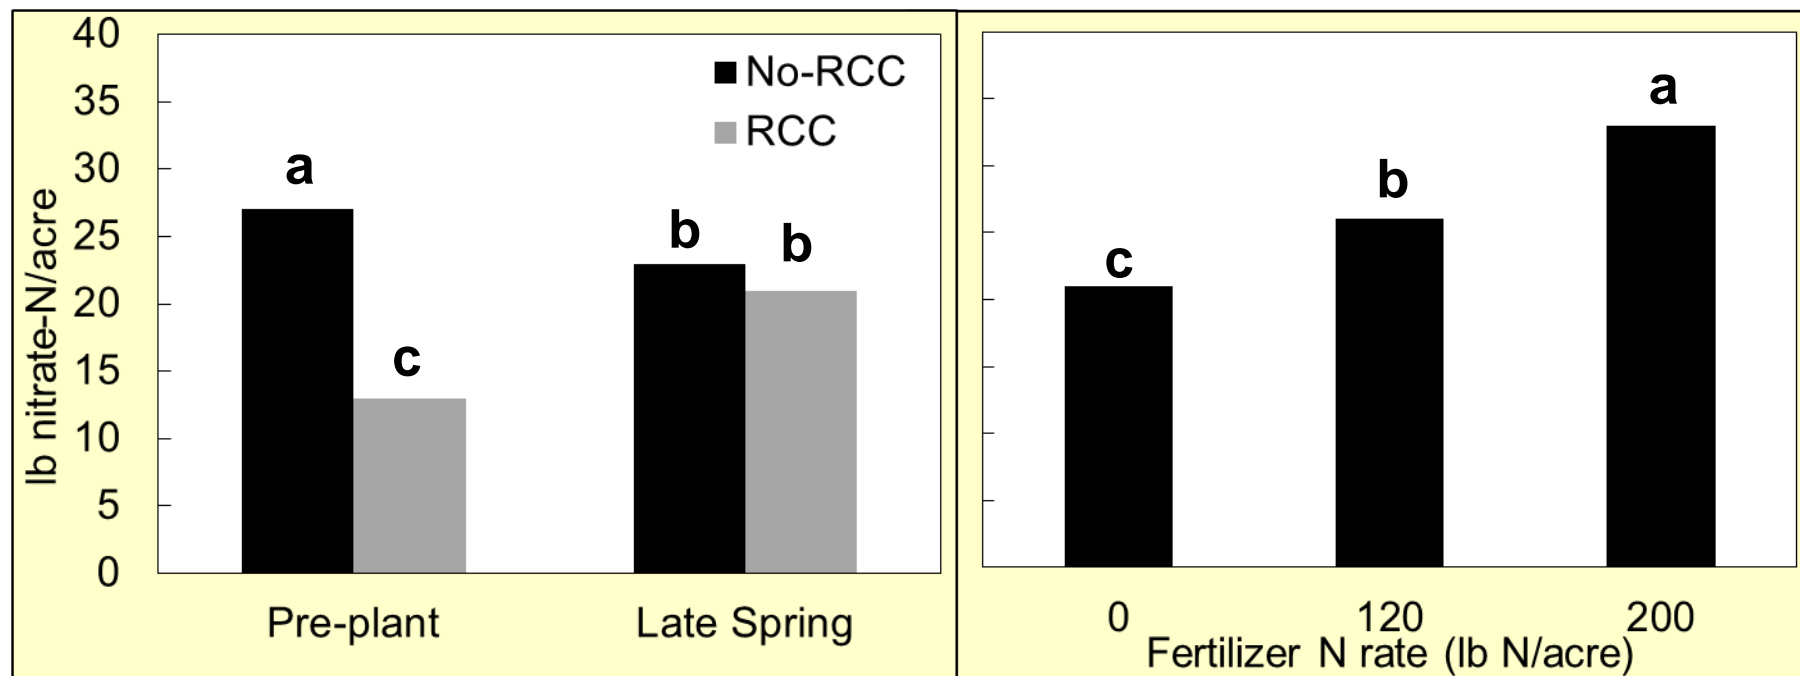 lb nitrate-N/acre
40
35
30
25
20
15
10
5
0
No-RCC
RCC
a
c
b
b
Pre-plant
Late Spring
c
b
a
0
120
200
Fertilizer N rate (lb N/acre)